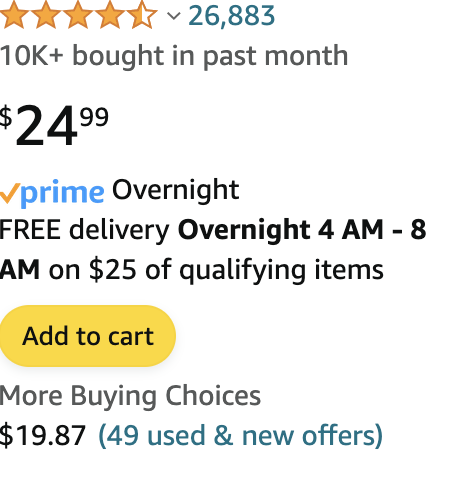 26,883
10K+ bought in past month
$24.99
prime Overnight
FREE delivery Overnight 4 AM - 8
AM on $25 of qualifying items
Add to cart
More Buying Choices
$19.87 (49 used & new offers)